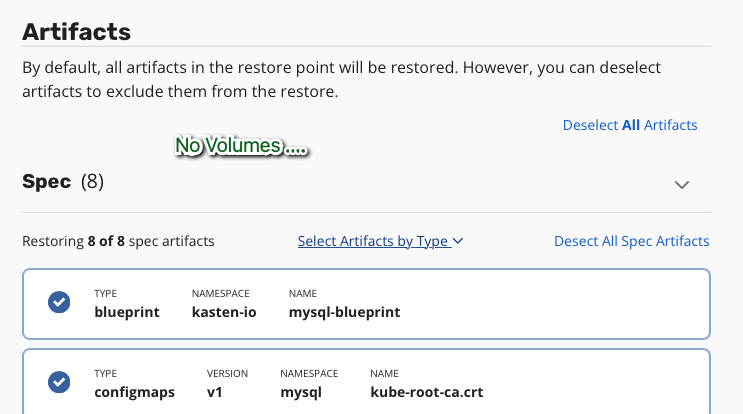 Artifacts
By default, all artifacts in the restore point will be restored. However, you can deselect
artifacts to exclude them from the restore.
Deselect All Artifacts
No Volumes ....
Spec (8)
Restoring 8 of 8 spec artifacts Select Artifacts by Type Desect All Spec Artifacts
TYPE NAMESPACE NAME
blueprint kasten-io mysql-blueprint
TYPE VERSION NAMESPACE NAME
configmaps v1 mysql kube-root-ca.crt